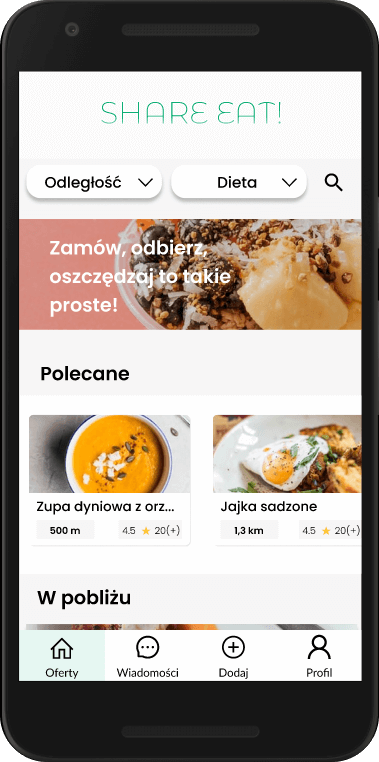 SHARE EAT!
Odległość
Dieta
Zamów, odbierz,
oszczędzaj to takie
proste!
Polecane
Zupa dyniowa z orz...
Jajka sadzone
500 m
4.5 ★ 20(+)
1,3 km
4.5 ★ 20(+)
W pobliżu
Oferty
Wiadomości
Dodaj
Profil